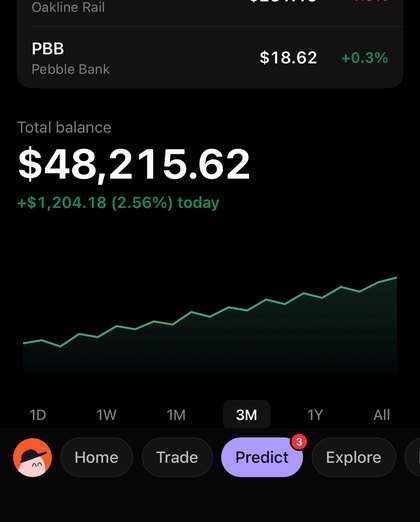 Oakline Rail
PBB
$18.62
+0.3%
Pebble Bank
Total balance
$48,215.62
+$1,204.18 (2.56%) today
1D
1W
1M
3M
1Y
All
3
Home
Trade
Predict
Explore